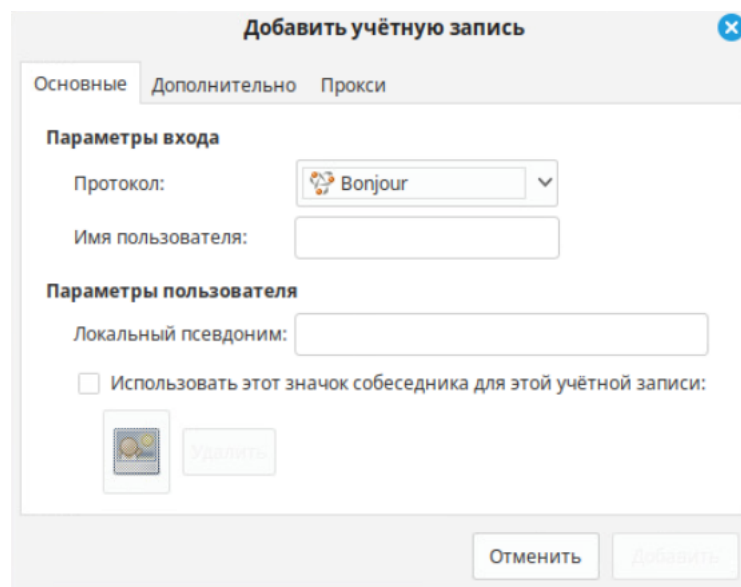 Добавить учётную запись
Основные Дополнительно Прокси
Параметры входа
Протокол: Bonjour
Имя пользователя:
Параметры пользователя
Локальный псевдоним:
Использовать этот значок собеседника для этой учётной записи:
Удалить
Отменить Добавить